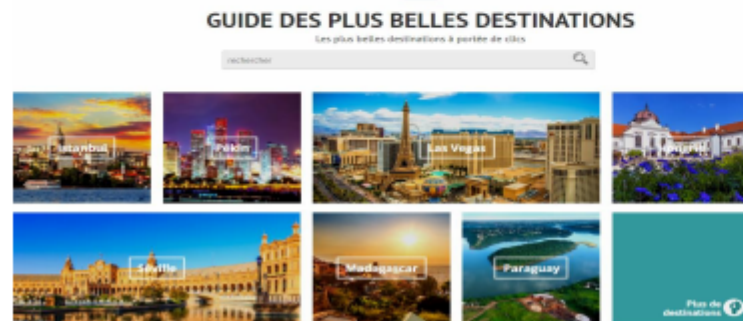 GUIDE DES PLUS BELLES DESTINATIONS
Les plus belles destinations à portée de clics
rechercher
Istanbul
Pékin
Las Vegas
Séville
Madagascar
Paraguay
Plus de
destinations